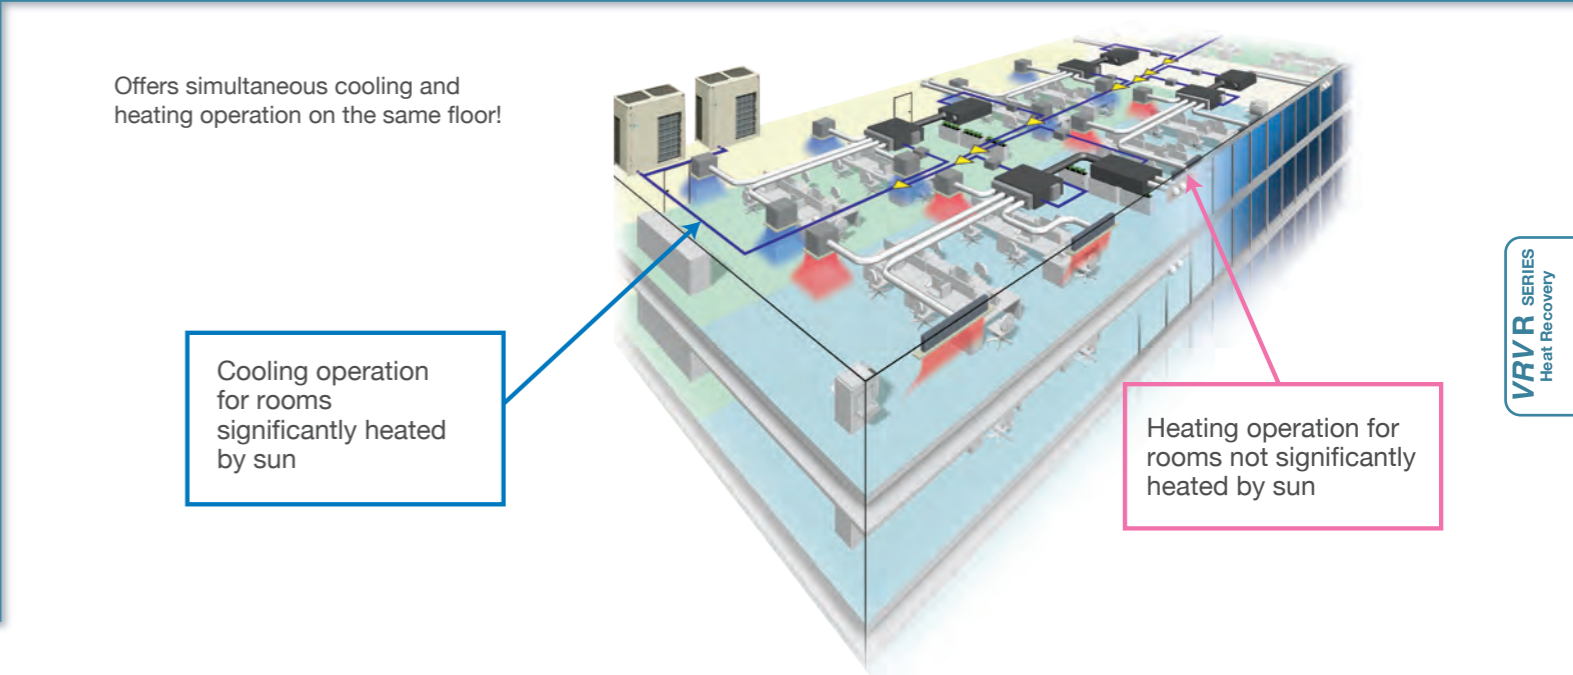 Offers simultaneous cooling and
heating operation on the same floor!
Cooling operation
for rooms
significantly heated
by sun
Heating operation for
rooms not significantly
heated by sun
VRV R SERIES
Heat Recovery